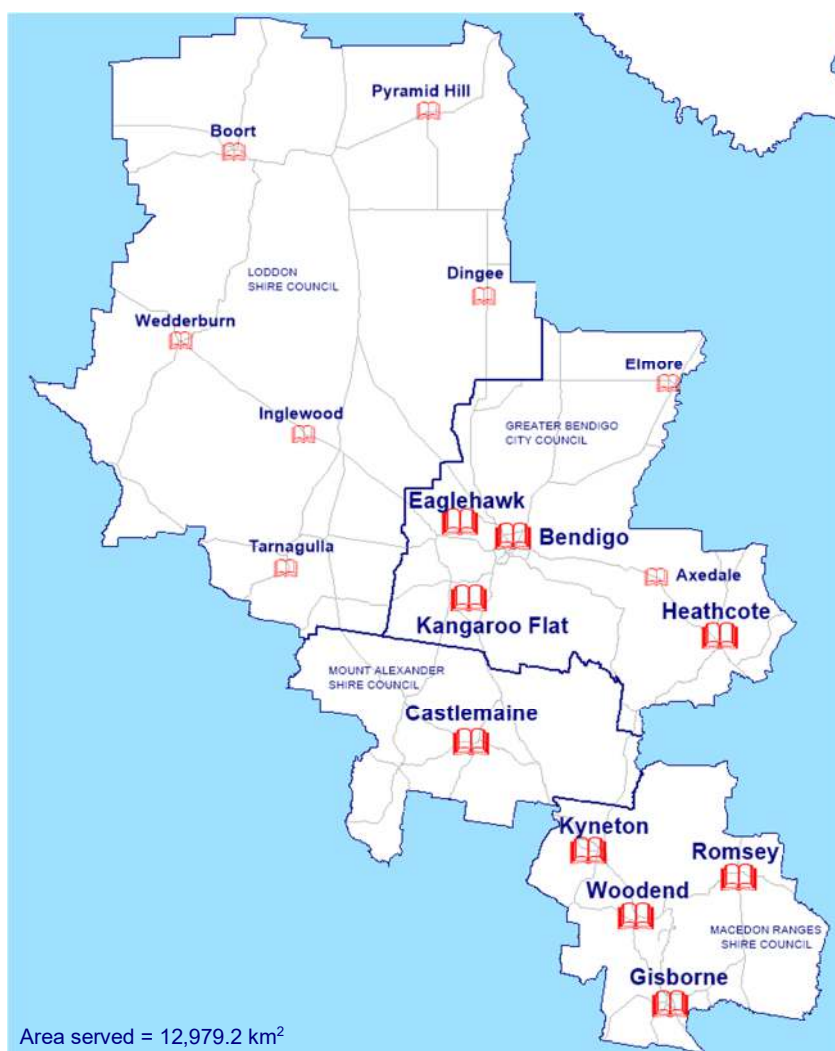 Pyramid Hill
Boort
LODDON
SHIRE COUNCIL
Dingee
Wedderburn
Elmore
Inglewood
GREATER BENDIGO
CITY COUNCIL
Eaglehawk
Bendigo
Tarnagulla
Axedale
Heathcote
Kangaroo Flat
MOUNT ALEXANDER
SHIRE COUNCIL
Castlemaine
Kyneton
Romsey
Woodend
MACEDON RANGES
SHIRE COUNCIL
Gisborne
Area served = 12,979.2 km²